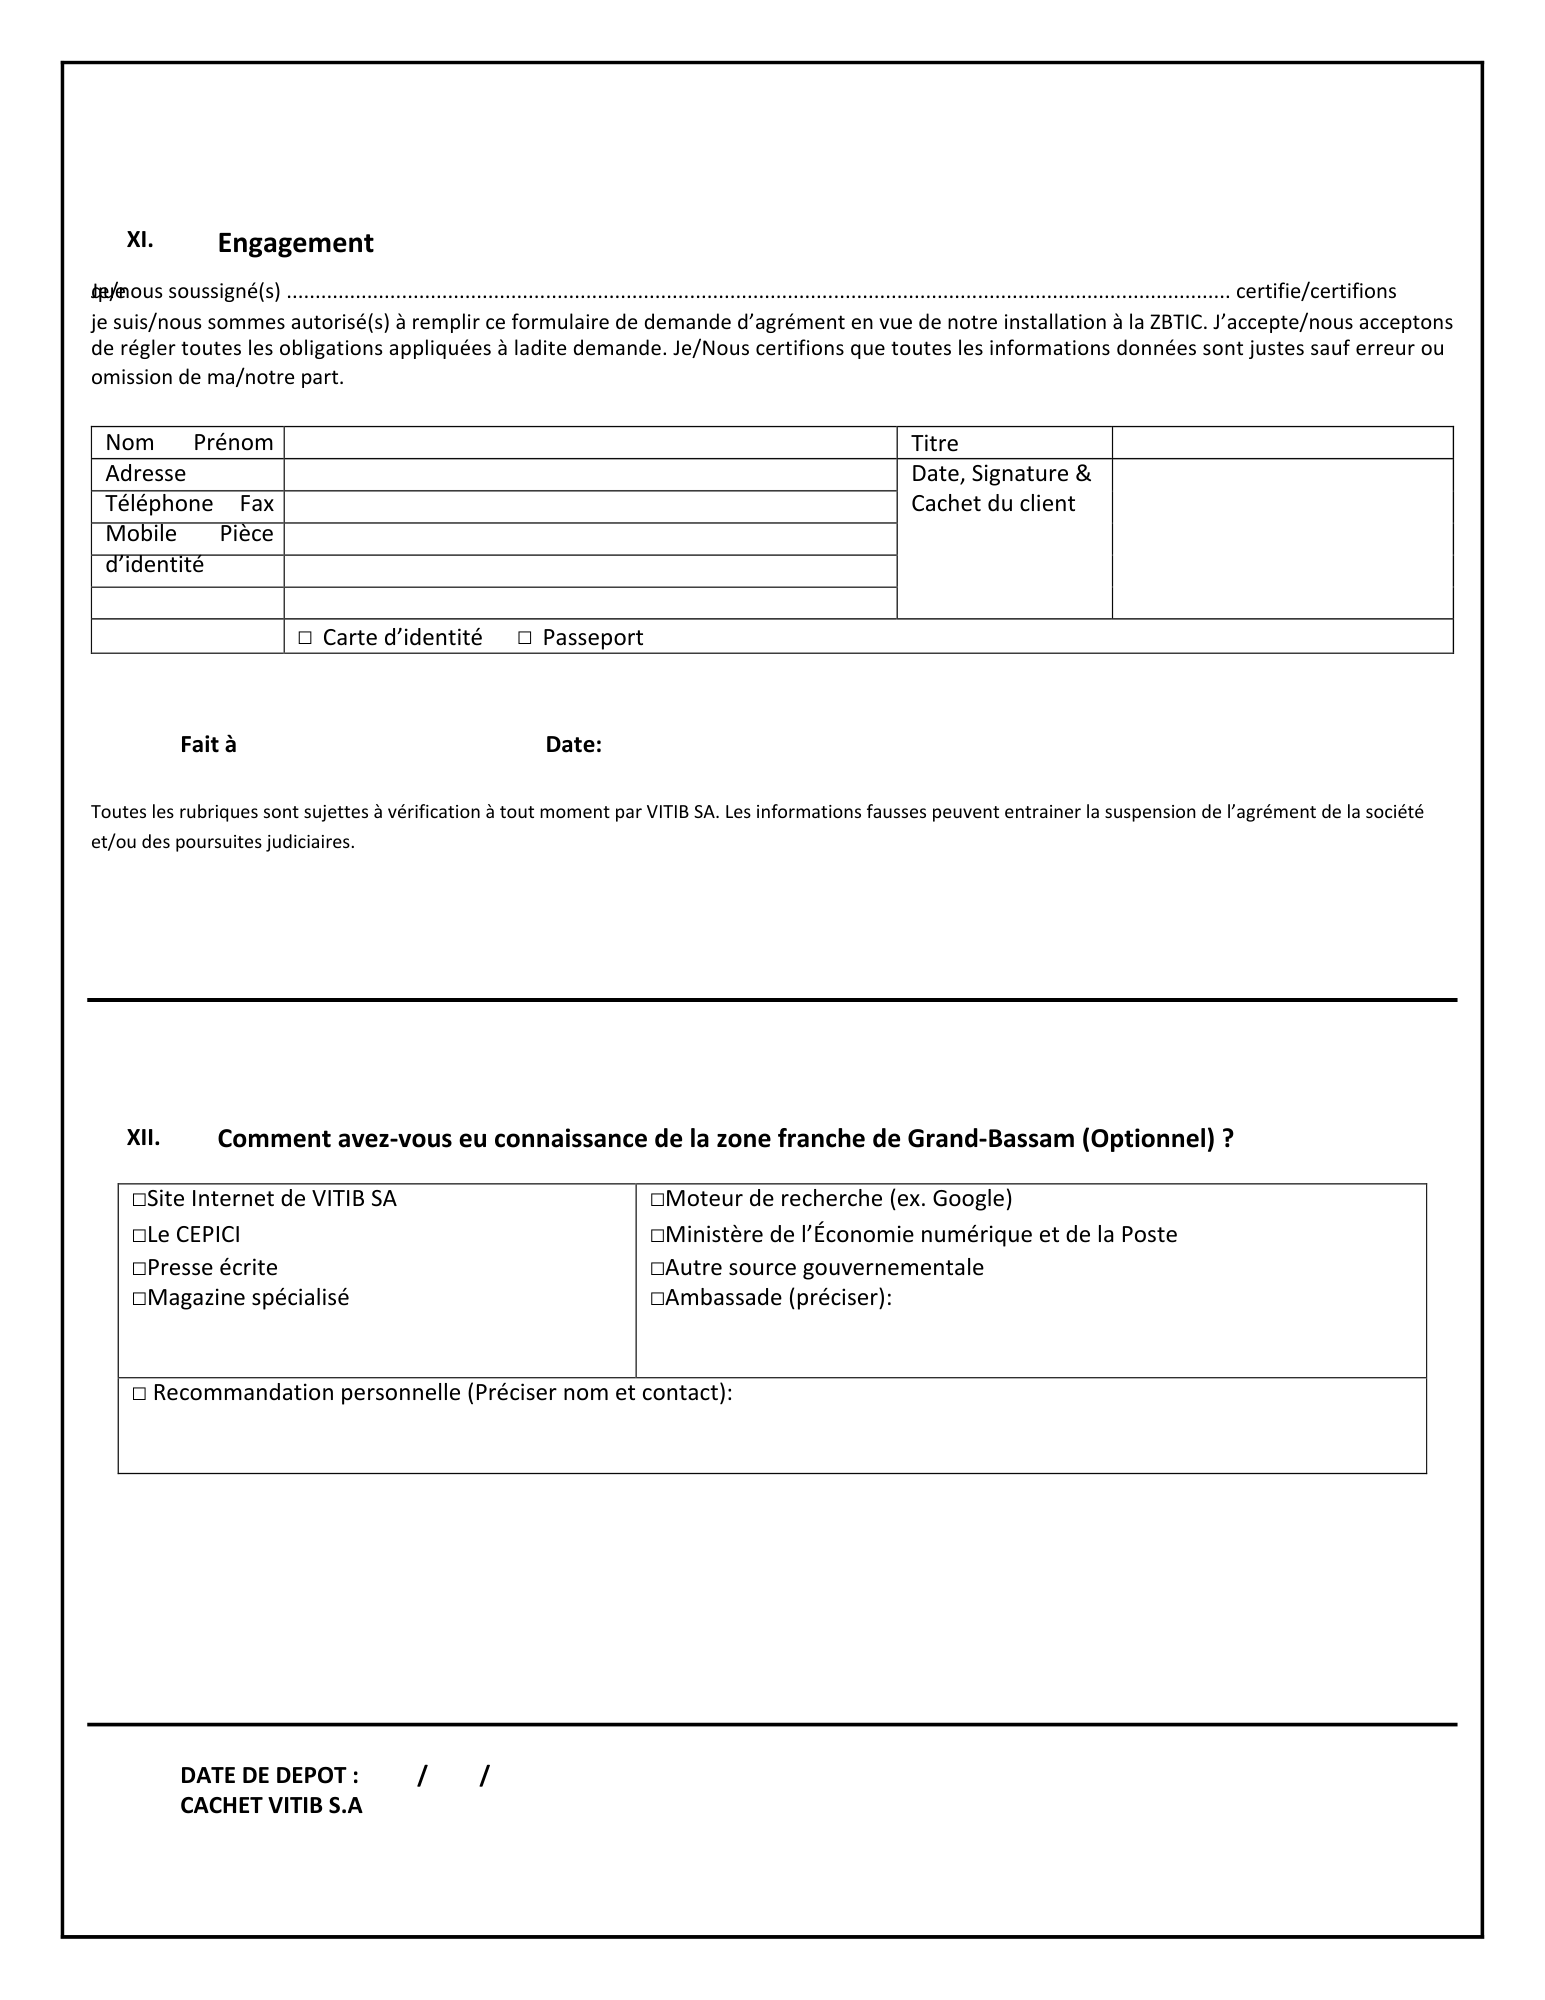 XI. Engagement
Je/nous soussigné(s) ........................................................................................................................................................................ certifie/certifions
que
je suis/nous sommes autorisé(s) à remplir ce formulaire de demande d’agrément en vue de notre installation à la ZBTIC. J’accepte/nous acceptons
de régler toutes les obligations appliquées à ladite demande. Je/Nous certifions que toutes les informations données sont justes sauf erreur ou
omission de ma/notre part.
Nom Prénom Titre
Adresse Date, Signature &
Téléphone Fax Cachet du client
Mobile Pièce
d’identité
□ Carte d’identité □ Passeport
Fait à Date:
Toutes les rubriques sont sujettes à vérification à tout moment par VITIB SA. Les informations fausses peuvent entrainer la suspension de l’agrément de la société
et/ou des poursuites judiciaires.
XII. Comment avez-vous eu connaissance de la zone franche de Grand-Bassam (Optionnel) ?
□Site Internet de VITIB SA □Moteur de recherche (ex. Google)
□Le CEPICI □Ministère de l’Économie numérique et de la Poste
□Presse écrite □Autre source gouvernementale
□Magazine spécialisé □Ambassade (préciser):
□ Recommandation personnelle (Préciser nom et contact):
DATE DE DEPOT : / /
CACHET VITIB S.A